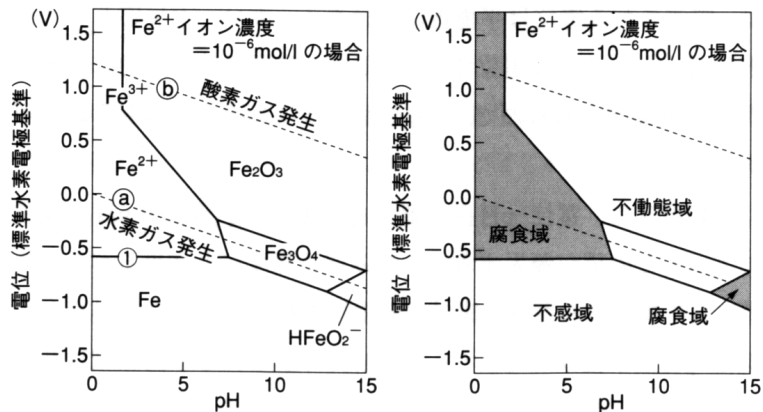 (V)
Fe²⁺イオン濃度
＝10⁻⁶mol/l の場合
1.5
1.0
0.5
0.0
−0.5
−1.0
−1.5
電位（標準水素電極基準）
Fe³⁺
ⓑ
酸素ガス発生
Fe²⁺
Fe₂O₃
ⓐ
水素ガス発生
Fe₃O₄
①
Fe
HFeO₂⁻
0
5
10
15
pH
(V)
Fe²⁺イオン濃度
＝10⁻⁶mol/l の場合
1.5
1.0
0.5
0.0
−0.5
−1.0
−1.5
電位（標準水素電極基準）
不働態域
腐食域
不感域
腐食域
0
5
10
15
pH